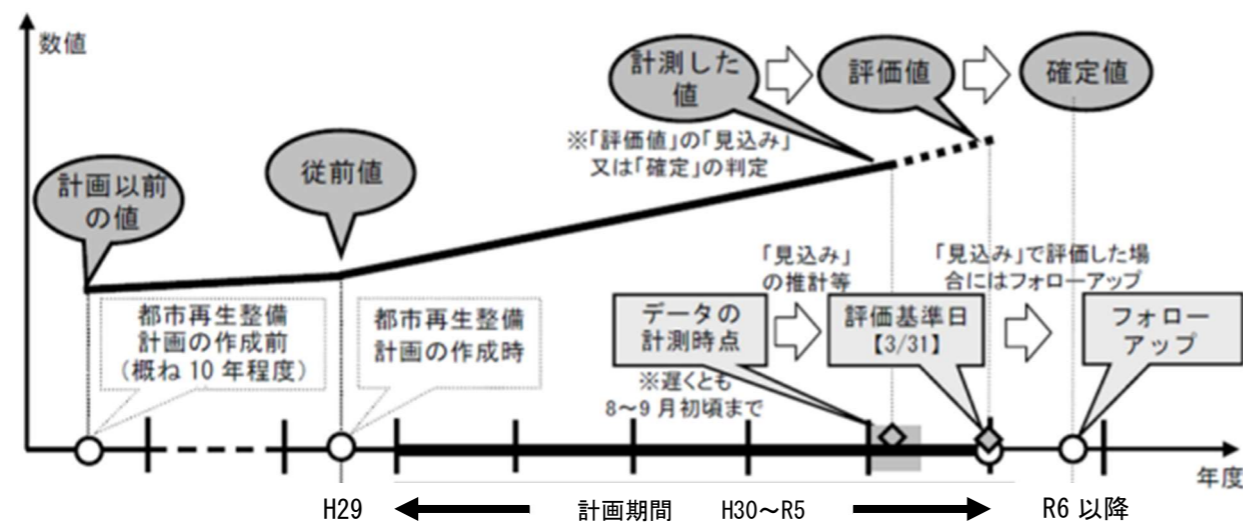 数値
計測した
値
評価値
確定値
※「評価値」の「見込み」
又は「確定」の判定
計画以前
の値
従前値
「見込み」
の推計等
「見込み」で評価した場
合にはフォローアップ
都市再生整備
計画の作成前
(概ね 10 年程度)
都市再生整備
計画の作成時
データの
計測時点
評価基準日
【3/31】
フォロー
アップ
※遅くとも
8～9 月初頃まで
年度
H29
計画期間 H30～R5
R6 以降